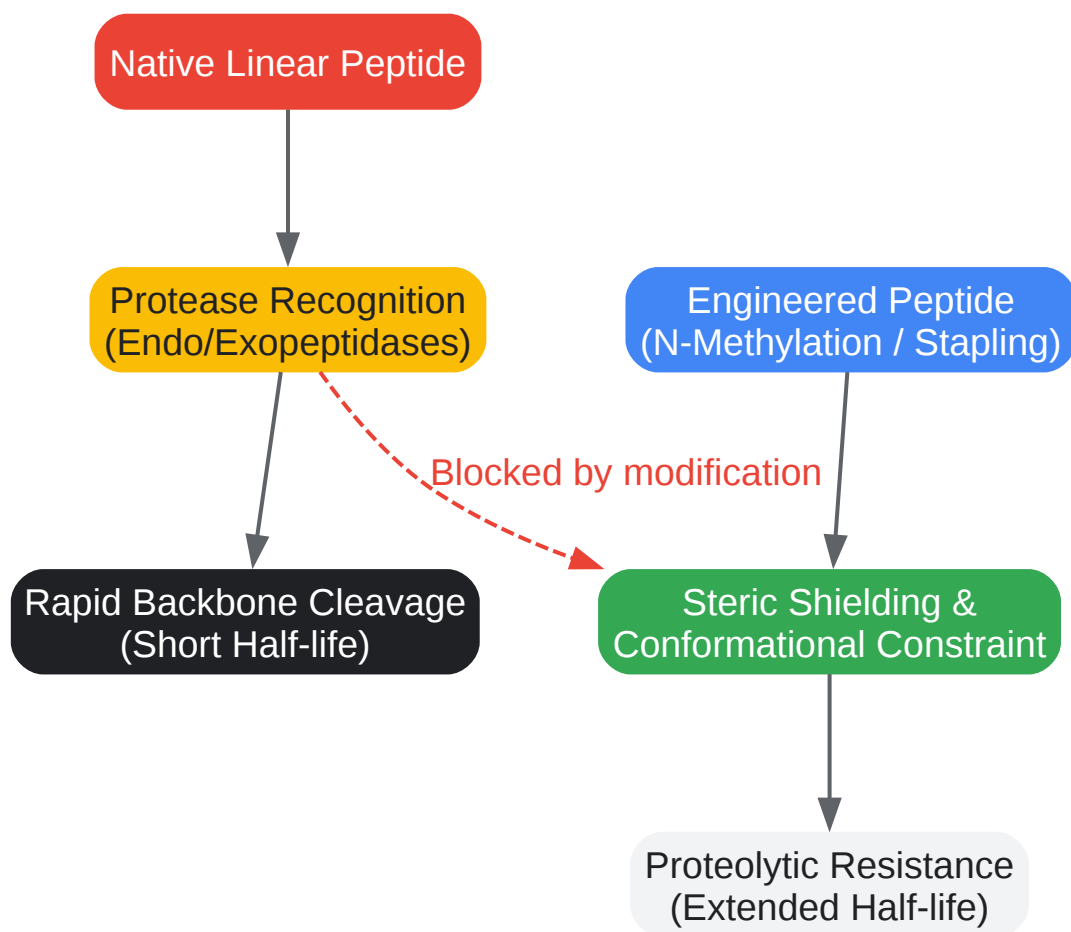 Native Linear Peptide
Protease Recognition
(Endo/Exopeptidases)
Engineered Peptide
(N-Methylation / Stapling)
Blocked by modification
Rapid Backbone Cleavage
(Short Half-life)
Steric Shielding &
Conformational Constraint
Proteolytic Resistance
(Extended Half-life)